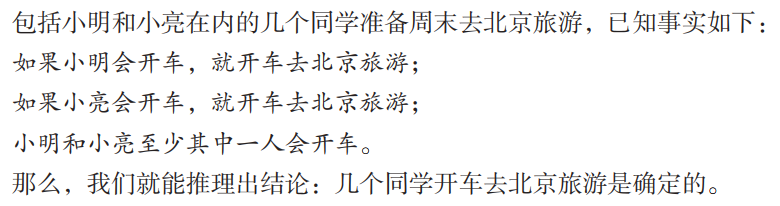 包括小明和小亮在内的几个同学准备周末去北京旅游，已知事实如下：
如果小明会开车，就开车去北京旅游；
如果小亮会开车，就开车去北京旅游；
小明和小亮至少其中一人会开车。
那么，我们就能推理出结论：几个同学开车去北京旅游是确定的。